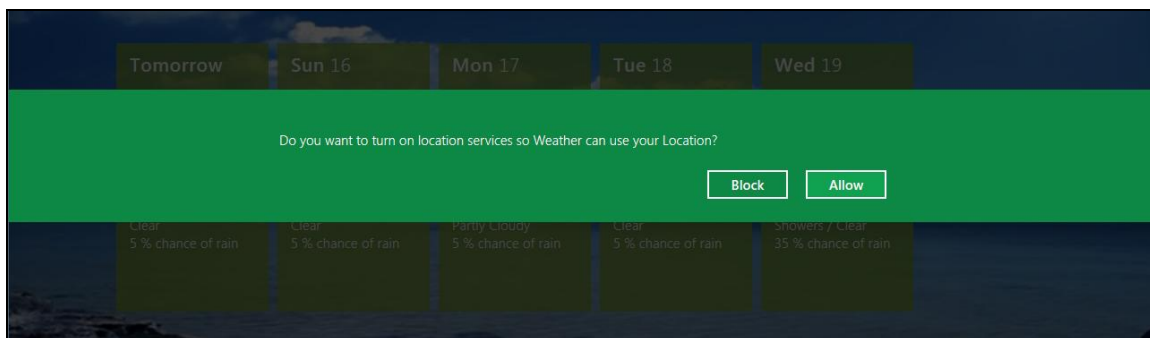 Tomorrow Sun 16 Mon 17 Tue 18 Wed 19
Do you want to turn on location services so Weather can use your Location?
Block Allow
Clear Clear Partly Cloudy Clear Showers / Clear
5 % chance of rain 5 % chance of rain 5 % chance of rain 5 % chance of rain 35 % chance of rain